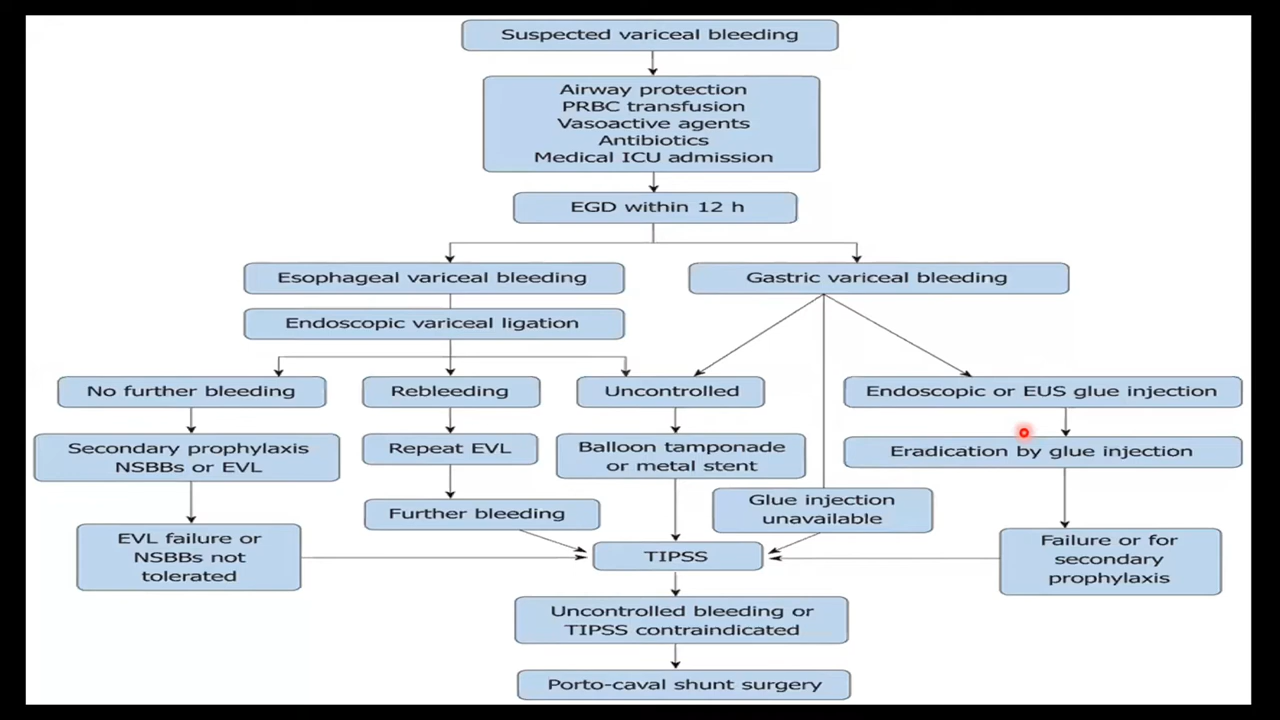 Suspected variceal bleeding
Airway protection
PRBC transfusion
Vasoactive agents
Antibiotics
Medical ICU admission
EGD within 12 h
Esophageal variceal bleeding
Gastric variceal bleeding
Endoscopic variceal ligation
No further bleeding
Rebleeding
Uncontrolled
Endoscopic or EUS glue injection
Secondary prophylaxis
NSBBs or EVL
Repeat EVL
Balloon tamponade
or metal stent
Eradication by glue injection
Further bleeding
Glue injection
unavailable
EVL failure or
NSBBs not
tolerated
TIPSS
Failure or for
secondary
prophylaxis
Uncontrolled bleeding or
TIPSS contraindicated
Porto-caval shunt surgery